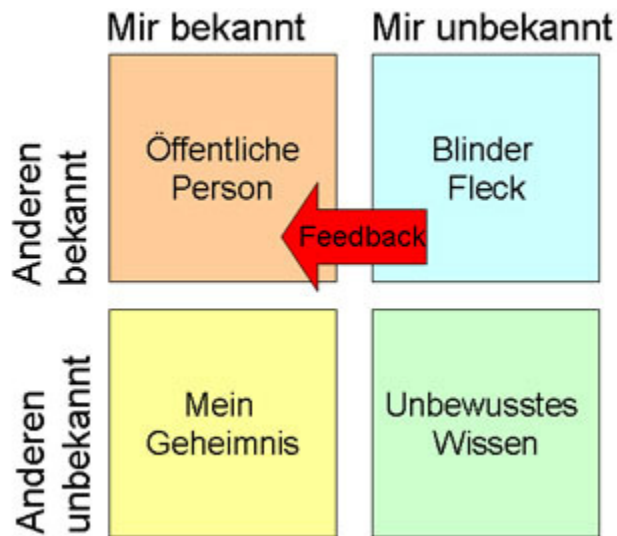 Mir bekannt
Mir unbekannt
Anderen
bekannt
Öffentliche
Person
Blinder
Fleck
Feedback
Anderen
unbekannt
Mein
Geheimnis
Unbewusstes
Wissen